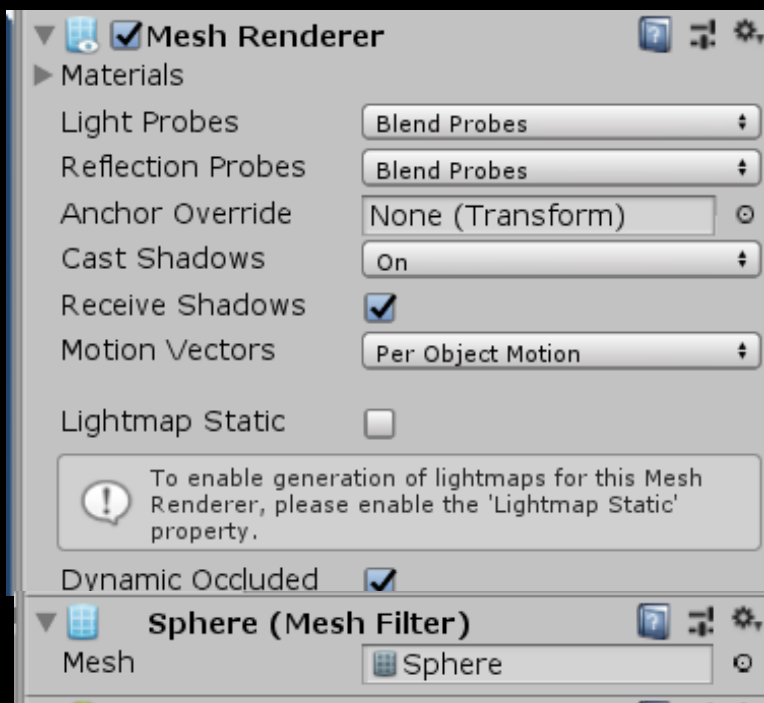 Mesh Renderer
Materials
Light Probes Blend Probes
Reflection Probes Blend Probes
Anchor Override None (Transform)
Cast Shadows On
Receive Shadows
Motion Vectors Per Object Motion
Lightmap Static
To enable generation of lightmaps for this Mesh
Renderer, please enable the 'Lightmap Static'
property.
Dynamic Occluded
Sphere (Mesh Filter)
Mesh Sphere